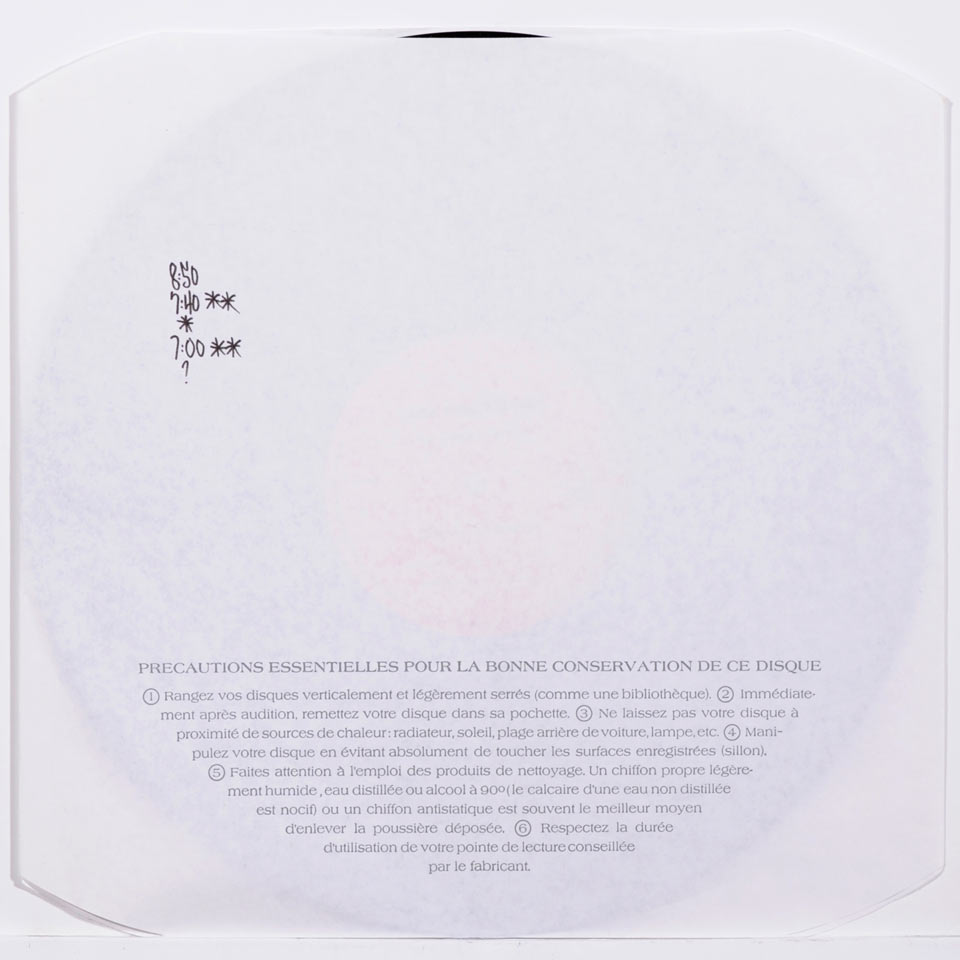 8:50
7:40 **
*
7:00 **
?
PRECAUTIONS ESSENTIELLES POUR LA BONNE CONSERVATION DE CE DISQUE
① Rangez vos disques verticalement et légèrement serrés (comme une bibliothèque). ② Immédiate-
ment après audition, remettez votre disque dans sa pochette. ③ Ne laissez pas votre disque à
proximité de sources de chaleur: radiateur, soleil, plage arrière de voiture, lampe, etc. ④ Mani-
pulez votre disque en évitant absolument de toucher les surfaces enregistrées (sillon).
⑤ Faites attention à l'emploi des produits de nettoyage. Un chiffon propre légère-
ment humide, eau distillée ou alcool à 90° (le calcaire d'une eau non distillée
est nocif) ou un chiffon antistatique est souvent le meilleur moyen
d'enlever la poussière déposée. ⑥ Respectez la durée
d'utilisation de votre pointe de lecture conseillée
par le fabricant.